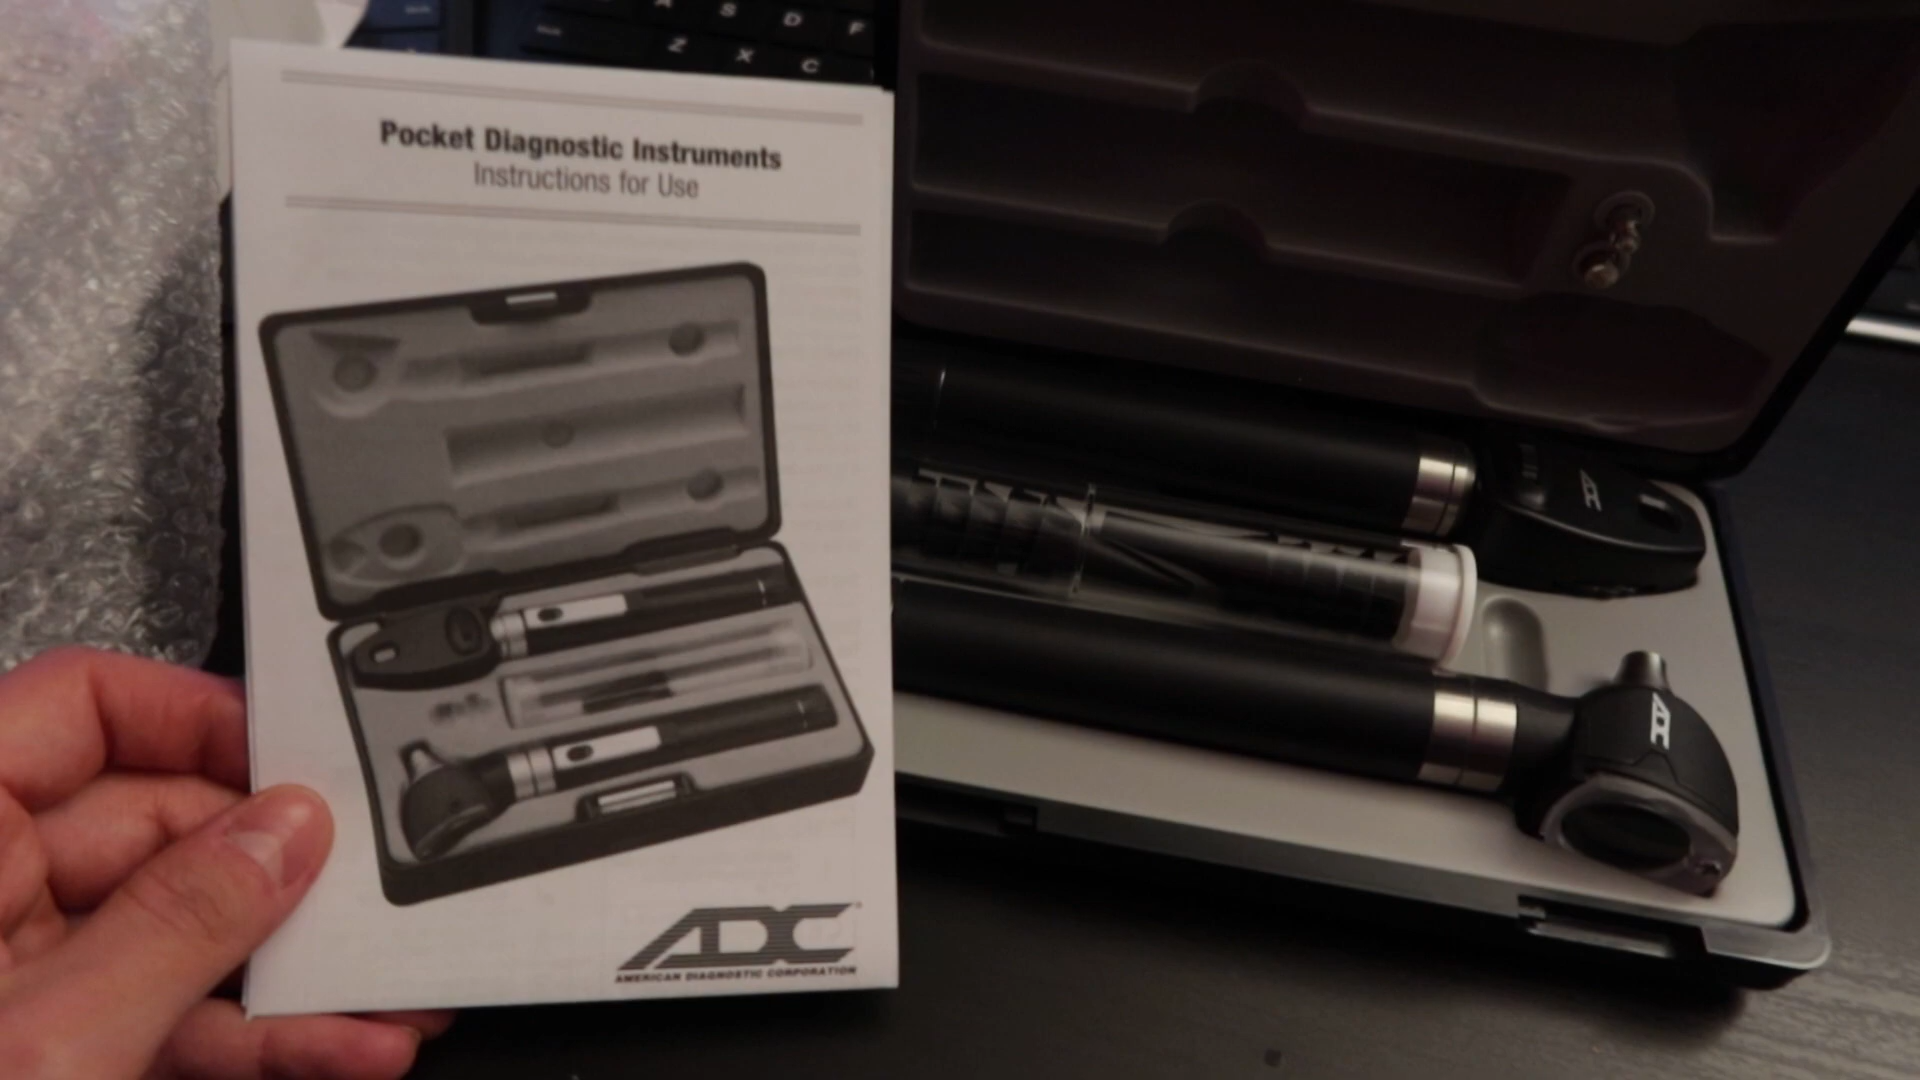 A S D F
Z X C
Pocket Diagnostic Instruments
Instructions for Use
ADC
AMERICAN DIAGNOSTIC CORPORATION
ADC
ADC